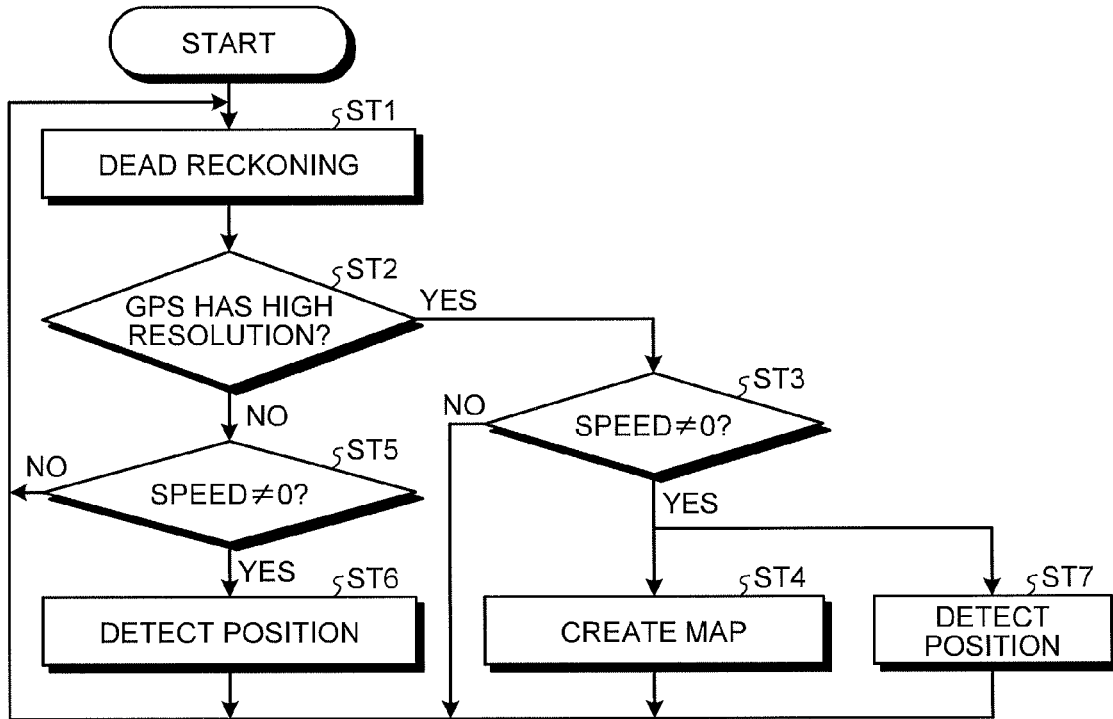 START
ST1
DEAD RECKONING
ST2
GPS HAS HIGH
RESOLUTION?
YES
NO
ST3
SPEED≠0?
NO
YES
ST5
SPEED≠0?
NO
YES
ST6
DETECT POSITION
ST4
CREATE MAP
ST7
DETECT
POSITION